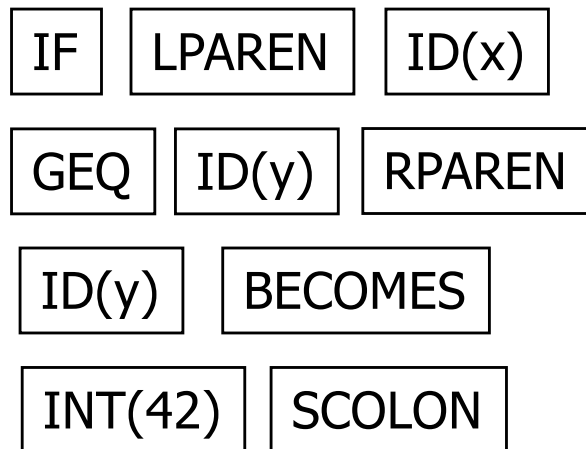 IF LPAREN ID(x)
GEQ ID(y) RPAREN
ID(y) BECOMES
INT(42) SCOLON